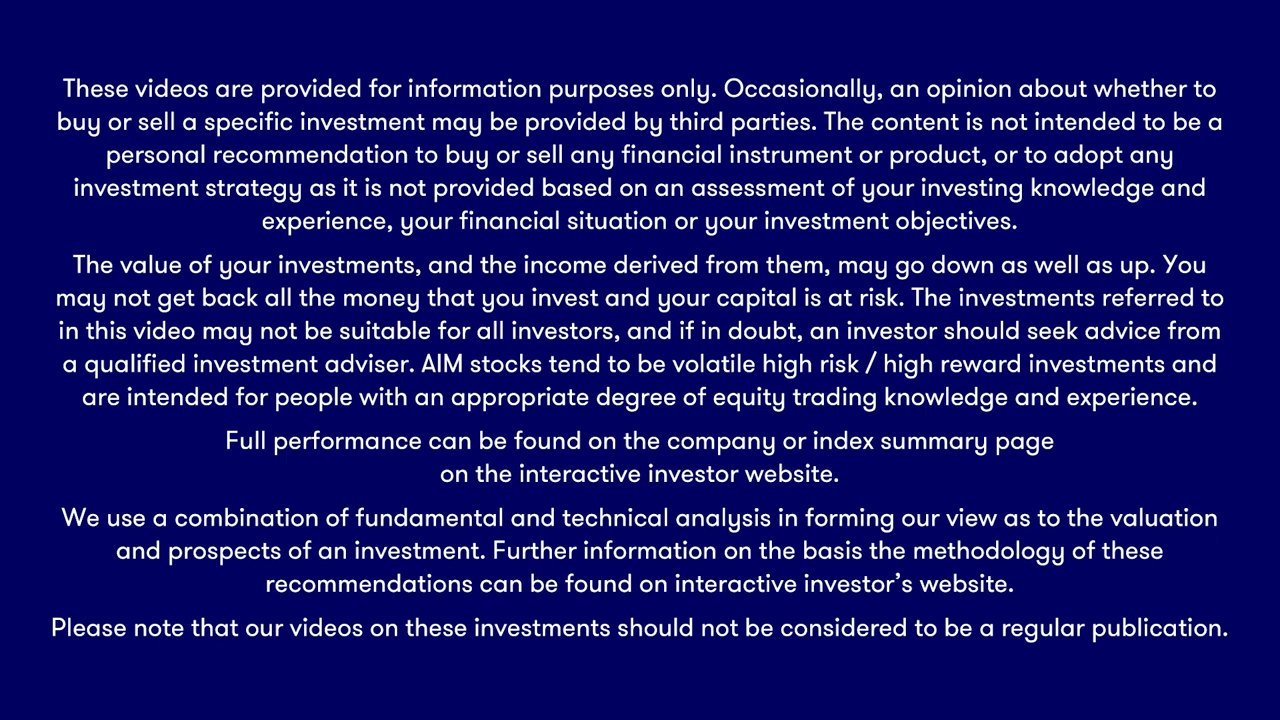 These videos are provided for information purposes only. Occasionally, an opinion about whether to
buy or sell a specific investment may be provided by third parties. The content is not intended to be a
personal recommendation to buy or sell any financial instrument or product, or to adopt any
investment strategy as it is not provided based on an assessment of your investing knowledge and
experience, your financial situation or your investment objectives.
The value of your investments, and the income derived from them, may go down as well as up. You
may not get back all the money that you invest and your capital is at risk. The investments referred to
in this video may not be suitable for all investors, and if in doubt, an investor should seek advice from
a qualified investment adviser. AIM stocks tend to be volatile high risk / high reward investments and
are intended for people with an appropriate degree of equity trading knowledge and experience.
Full performance can be found on the company or index summary page
on the interactive investor website.
We use a combination of fundamental and technical analysis in forming our view as to the valuation
and prospects of an investment. Further information on the basis the methodology of these
recommendations can be found on interactive investor’s website.
Please note that our videos on these investments should not be considered to be a regular publication.